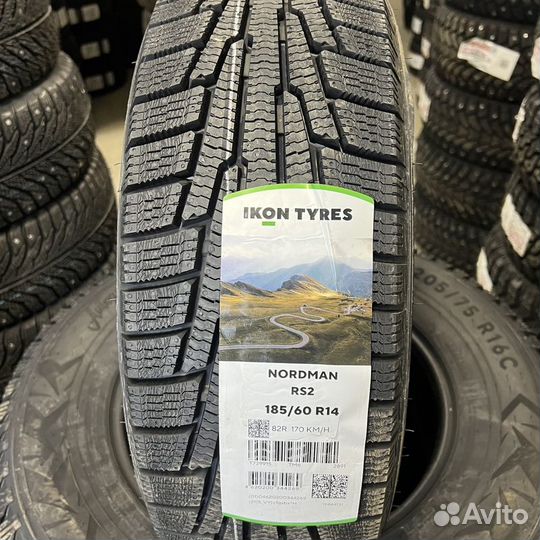 IKON TYRES
NORDMAN
RS2
185/60 R14
82R 170 KM/H
205/75 R16C
Avito